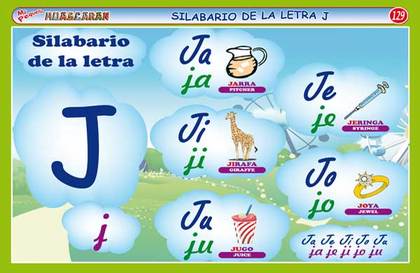 Mi Pequeño HUASCARAN
SILABARIO DE LA LETRA J
129
Silabario
de la letra
J
j
Ja
ja
JARRA
PITCHER
Ji
ji
JIRAFA
GIRAFFE
Ju
ju
JUGO
JUICE
Je
je
JERINGA
SYRINGE
Jo
jo
JOYA
JEWEL
Ja Je Ji Jo Ju
ja je ji jo ju